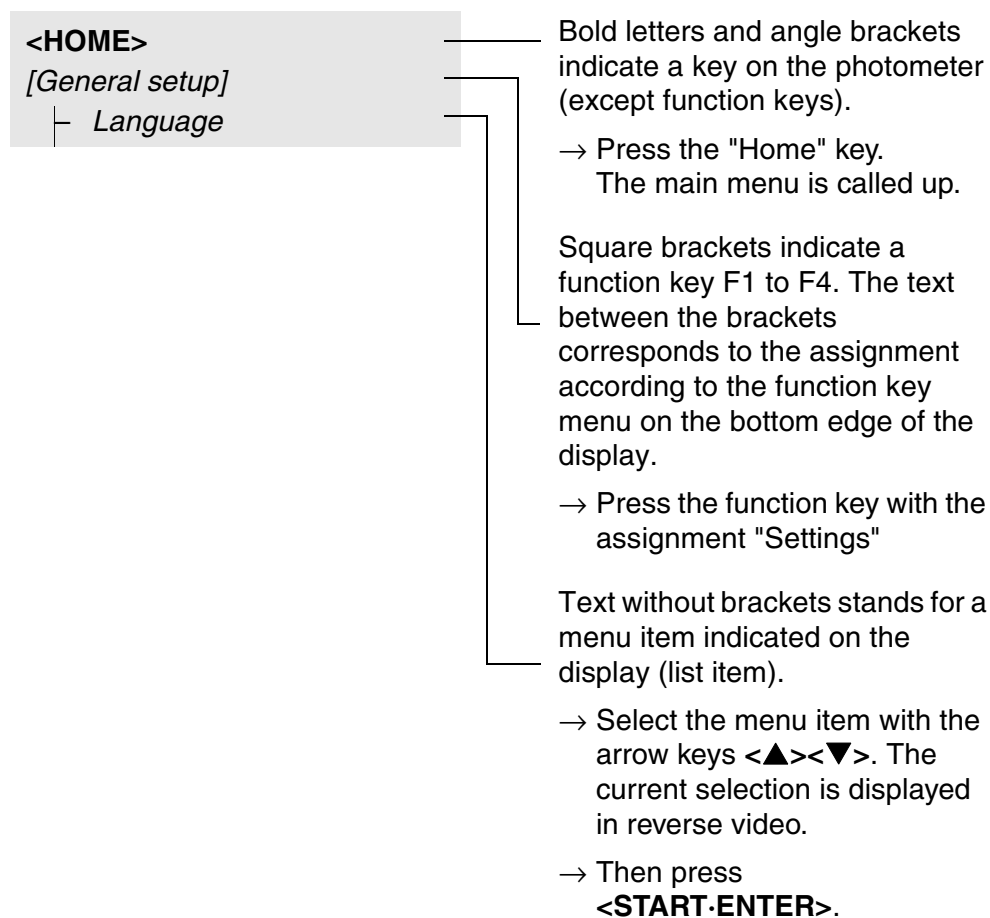 <HOME>
[General setup]
Language
Bold letters and angle brackets
indicate a key on the photometer
(except function keys).
→ Press the "Home" key.
The main menu is called up.
Square brackets indicate a
function key F1 to F4. The text
between the brackets
corresponds to the assignment
according to the function key
menu on the bottom edge of the
display.
→ Press the function key with the
assignment "Settings"
Text without brackets stands for a
menu item indicated on the
display (list item).
→ Select the menu item with the
arrow keys <▲><▼>. The
current selection is displayed
in reverse video.
→ Then press
<START·ENTER>.